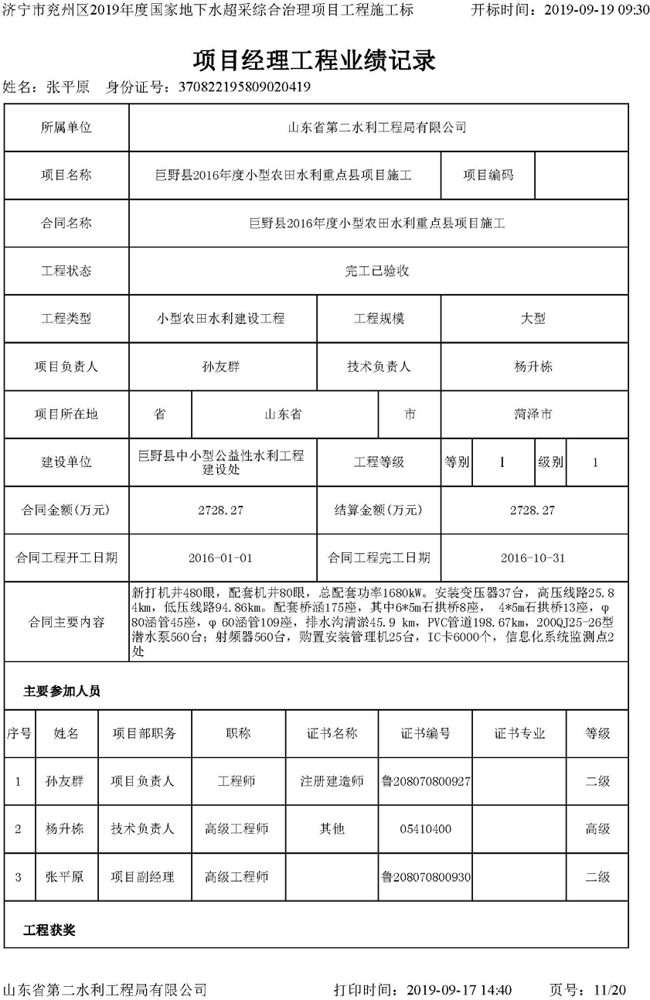 济宁市兖州区2019年度国家地下水超采综合治理项目工程施工标 开标时间：2019-09-19 09:30
项目经理工程业绩记录
姓名：张平原 身份证号：370822195809020419
所属单位 山东省第二水利工程局有限公司
项目名称 巨野县2016年度小型农田水利重点县项目施工 项目编码
合同名称 巨野县2016年度小型农田水利重点县项目施工
工程状态 完工已验收
工程类型 小型农田水利建设工程 工程规模 大型
项目负责人 孙友群 技术负责人 杨升栋
项目所在地 省 山东省 市 菏泽市
建设单位 巨野县中小型公益性水利工程
建设处 工程等级 等别 I 级别 1
合同金额(万元) 2728.27 结算金额(万元) 2728.27
合同工程开工日期 2016-01-01 合同工程完工日期 2016-10-31
合同主要内容 新打机井480眼，配套机井80眼，总配套功率1680kW。安装变压器37台，高压线路25.8
4km，低压线路94.86km。配套桥涵175座，其中6*5m石拱桥8座， 4*5m石拱桥13座，φ
80涵管45座，φ 60涵管109座，排水沟清淤45.9 km，PVC管道198.67km，200QJ25-26型
潜水泵560台；射频器560台，购置安装管理机25台，IC卡6000个，信息化系统监测点2
处
主要参加人员
序号 姓名 项目部职务 职称 证书名称 证书编号 证书专业 等级
1 孙友群 项目负责人 工程师 注册建造师 鲁208070800927 二级
2 杨升栋 技术负责人 高级工程师 其他 05410400 高级
3 张平原 项目副经理 高级工程师 鲁208070800930 二级
工程获奖
山东省第二水利工程局有限公司 打印时间：2019-09-17 14:40 页号：11/20